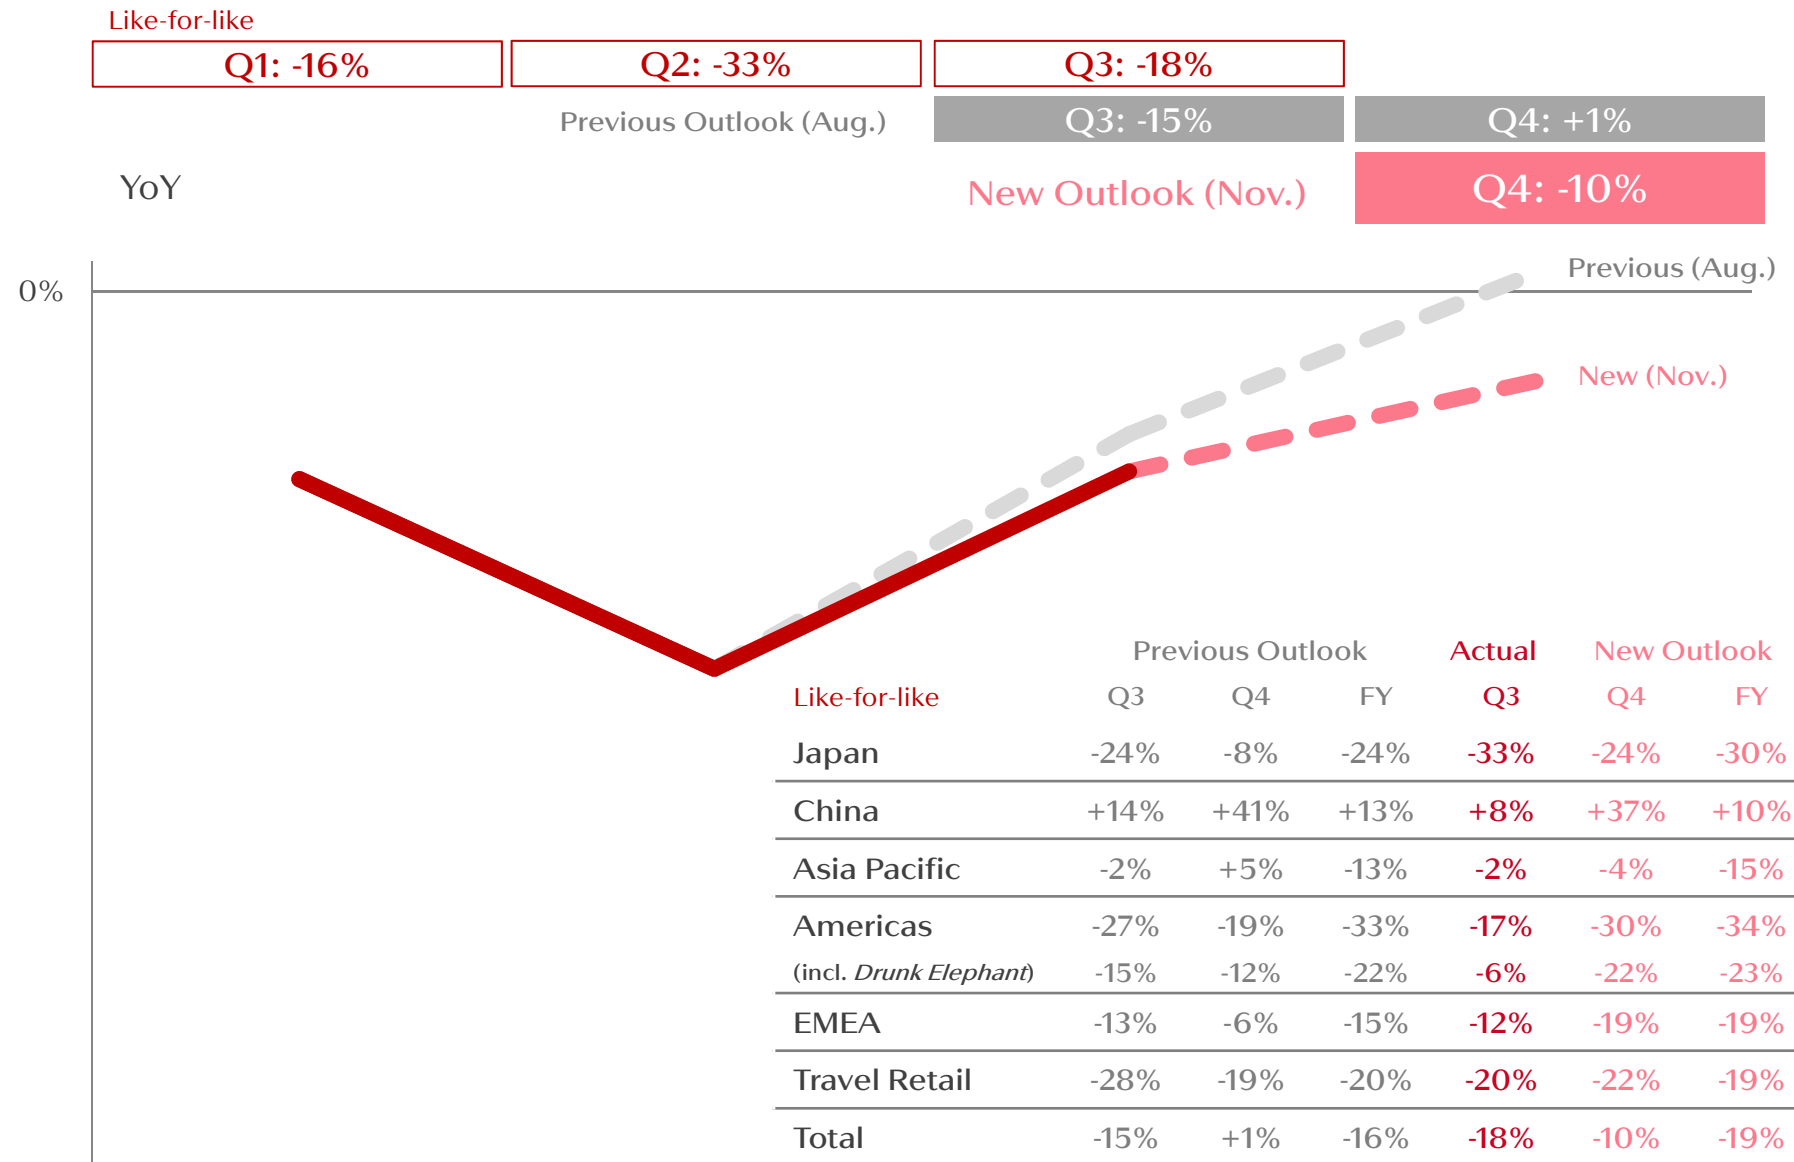 Like-for-like
Q1: -16% Q2: -33% Q3: -18%
Previous Outlook (Aug.) Q3: -15% Q4: +1%
YoY New Outlook (Nov.) Q4: -10%
Previous (Aug.)
0%
New (Nov.)
Previous Outlook Actual New Outlook
Like-for-like Q3 Q4 FY Q3 Q4 FY
Japan -24% -8% -24% -33% -24% -30%
China +14% +41% +13% +8% +37% +10%
Asia Pacific -2% +5% -13% -2% -4% -15%
Americas -27% -19% -33% -17% -30% -34%
(incl. Drunk Elephant) -15% -12% -22% -6% -22% -23%
EMEA -13% -6% -15% -12% -19% -19%
Travel Retail -28% -19% -20% -20% -22% -19%
Total -15% +1% -16% -18% -10% -19%